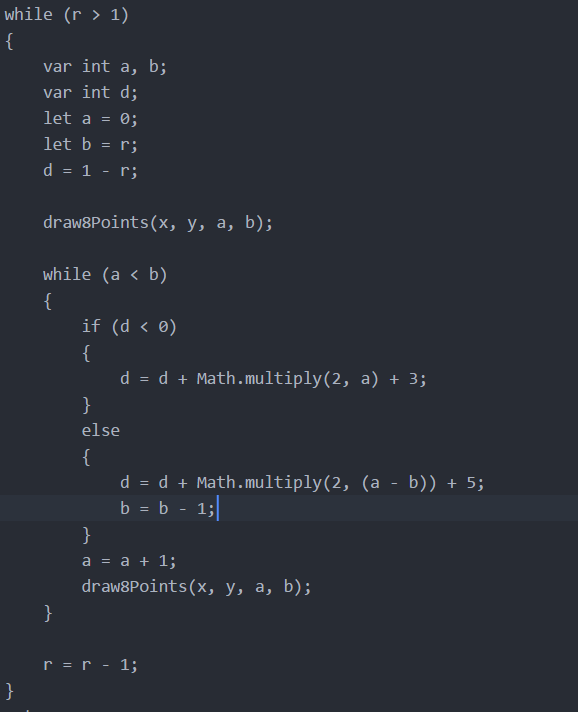 while (r > 1)
{
    var int a, b;
    var int d;
    let a = 0;
    let b = r;
    d = 1 - r;

    draw8Points(x, y, a, b);

    while (a < b)
    {
        if (d < 0)
        {
            d = d + Math.multiply(2, a) + 3;
        }
        else
        {
            d = d + Math.multiply(2, (a - b)) + 5;
            b = b - 1;
        }
        a = a + 1;
        draw8Points(x, y, a, b);
    }

    r = r - 1;
}